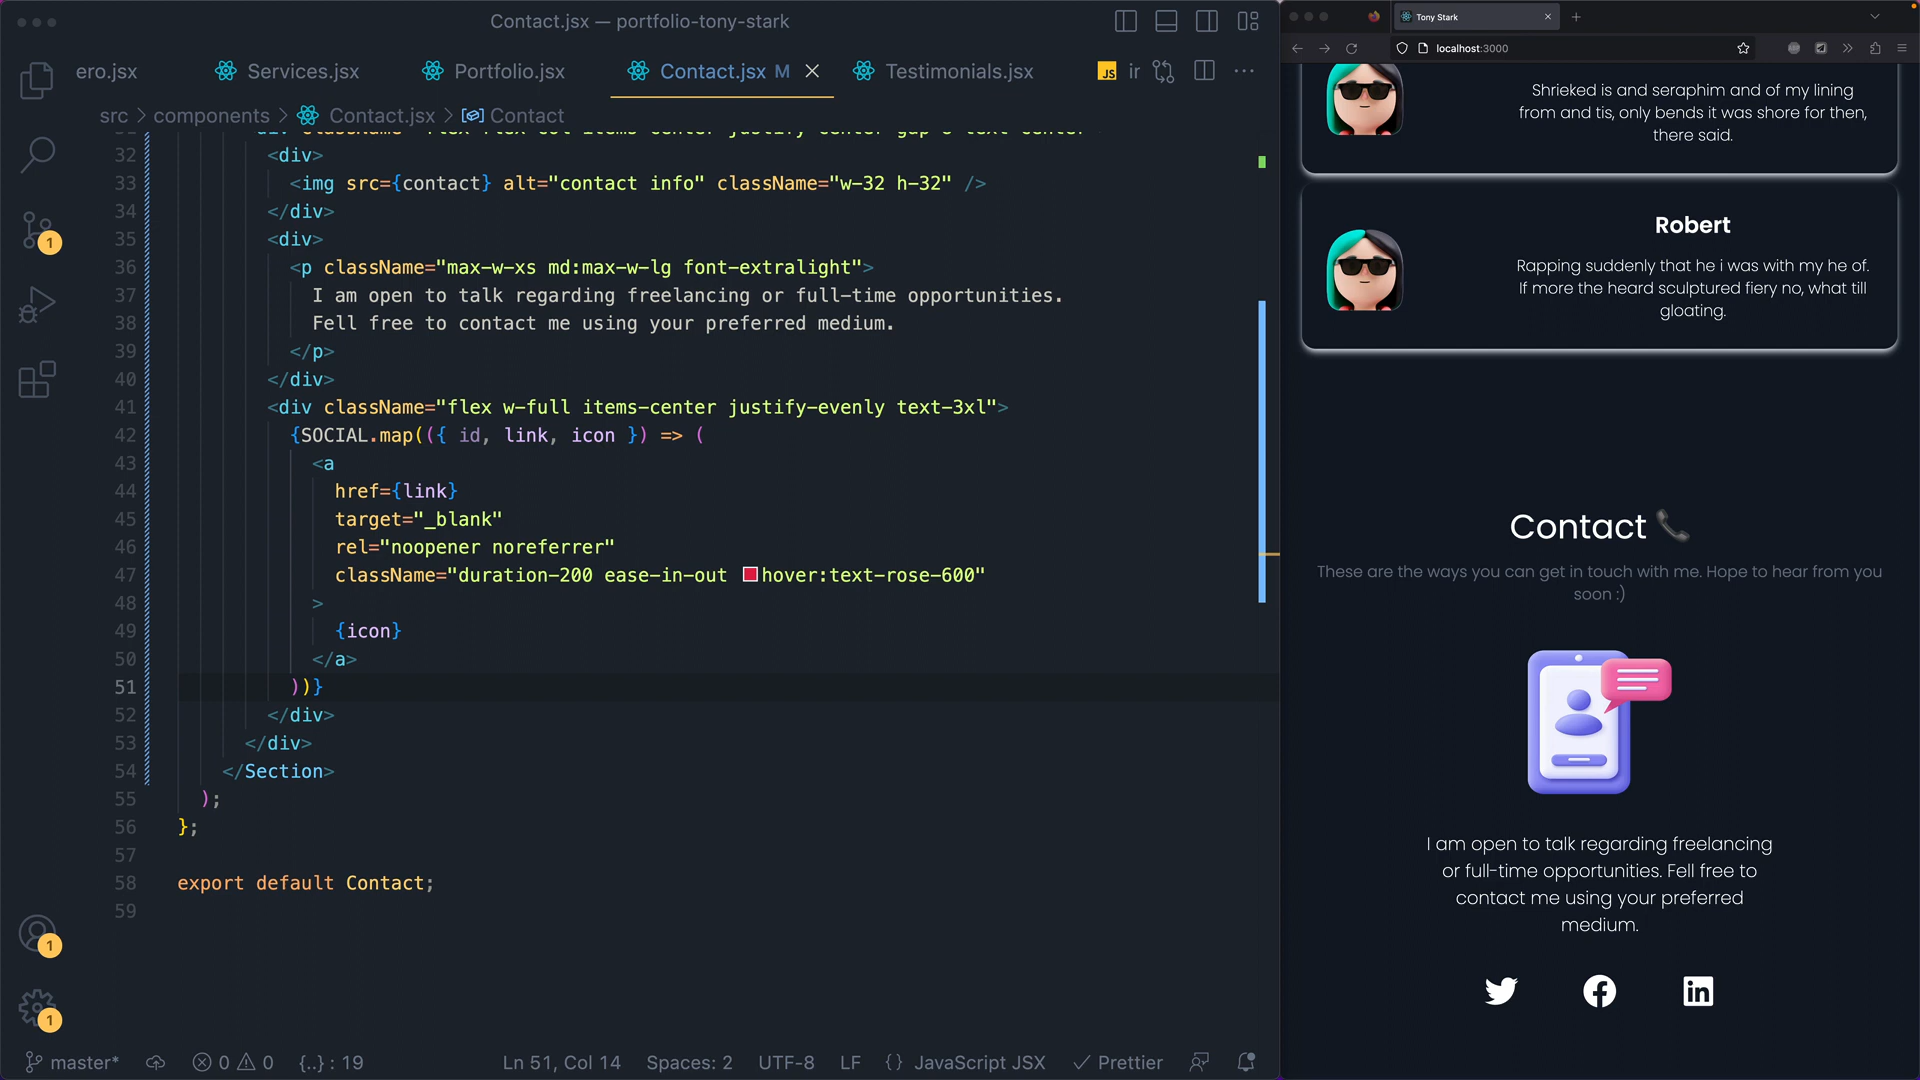 Contact.jsx — portfolio-tony-stark
ero.jsx
Services.jsx
Portfolio.jsx
Contact.jsx M
Testimonials.jsx
JS ir
src > components > Contact.jsx > Contact
32 <div>
33 <img src={contact} alt="contact info" className="w-32 h-32" />
34 </div>
35 <div>
36 <p className="max-w-xs md:max-w-lg font-extralight">
37 I am open to talk regarding freelancing or full-time opportunities.
38 Fell free to contact me using your preferred medium.
39 </p>
40 </div>
41 <div className="flex w-full items-center justify-evenly text-3xl">
42 {SOCIAL.map(({ id, link, icon }) => (
43 <a
44 href={link}
45 target="_blank"
46 rel="noopener noreferrer"
47 className="duration-200 ease-in-out hover:text-rose-600"
48 >
49 {icon}
50 </a>
51 ))}
52 </div>
53 </div>
54 </Section>
55 );
56 };
57
58 export default Contact;
59
1
1
1
master*
0 0
{..} : 19
Ln 51, Col 14
Spaces: 2
UTF-8
LF
{} JavaScript JSX
Prettier
Tony Stark
localhost:3000
Shrieked is and seraphim and of my lining
from and tis, only bends it was shore for then,
there said.
Robert
Rapping suddenly that he i was with my he of.
If more the heard sculptured fiery no, what till
gloating.
Contact
These are the ways you can get in touch with me. Hope to hear from you
soon :)
I am open to talk regarding freelancing
or full-time opportunities. Fell free to
contact me using your preferred
medium.